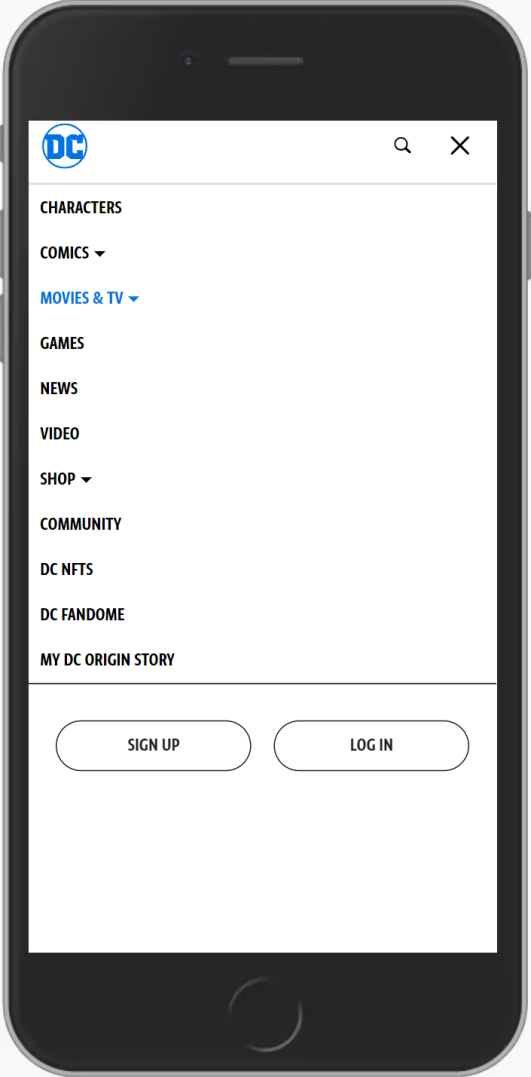 DC
CHARACTERS
COMICS
MOVIES & TV
GAMES
NEWS
VIDEO
SHOP
COMMUNITY
DC NFTS
DC FANDOME
MY DC ORIGIN STORY
SIGN UP LOG IN